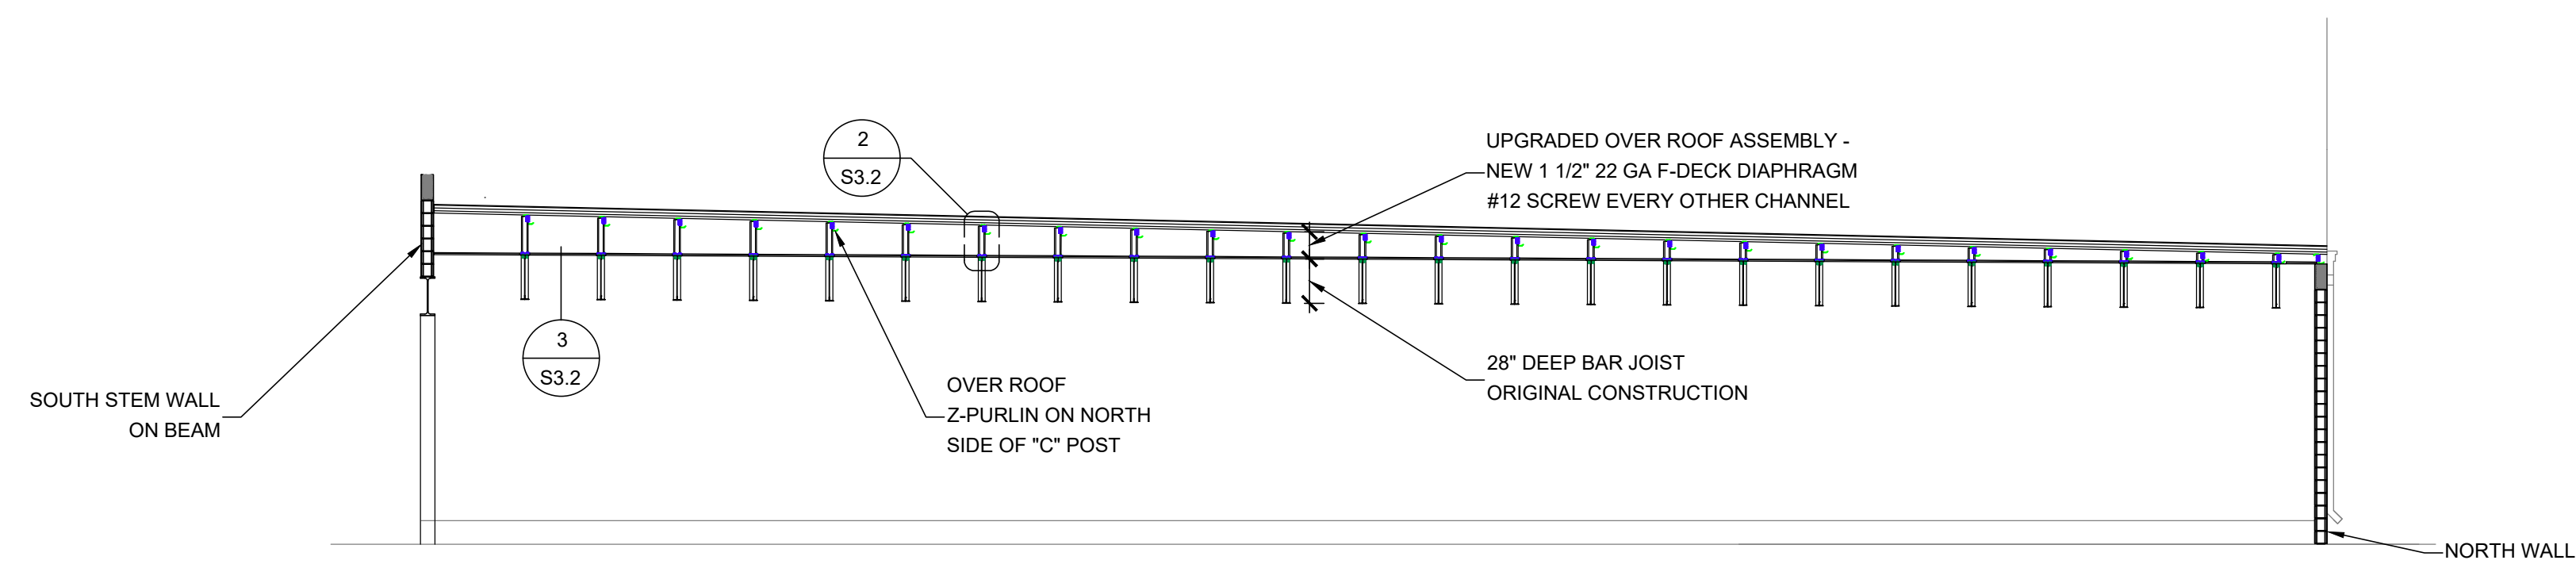 2
S3.2
UPGRADED OVER ROOF ASSEMBLY -
NEW 1 1/2" 22 GA F-DECK DIAPHRAGM
#12 SCREW EVERY OTHER CHANNEL
3
S3.2
SOUTH STEM WALL
ON BEAM
OVER ROOF
Z-PURLIN ON NORTH
SIDE OF "C" POST
28" DEEP BAR JOIST
ORIGINAL CONSTRUCTION
NORTH WALL